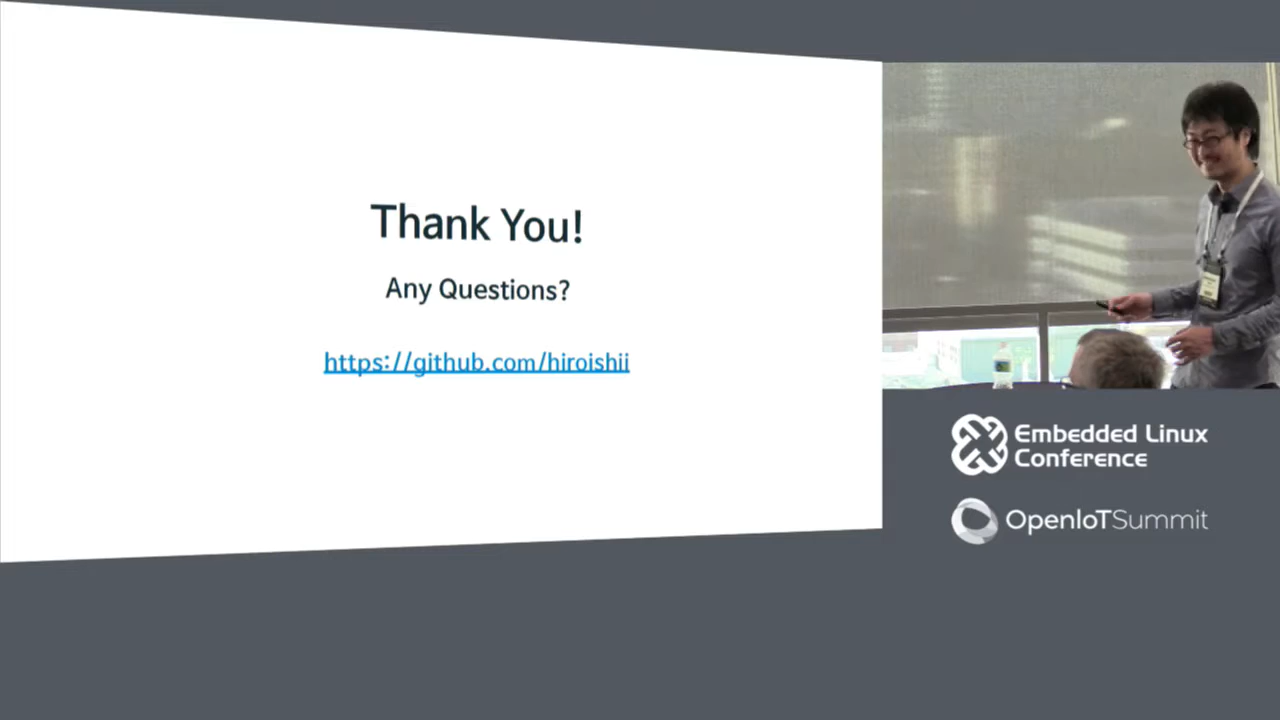 Thank You!
Any Questions?
https://github.com/hiroishii
Embedded Linux
Conference
OpenIoTSummit